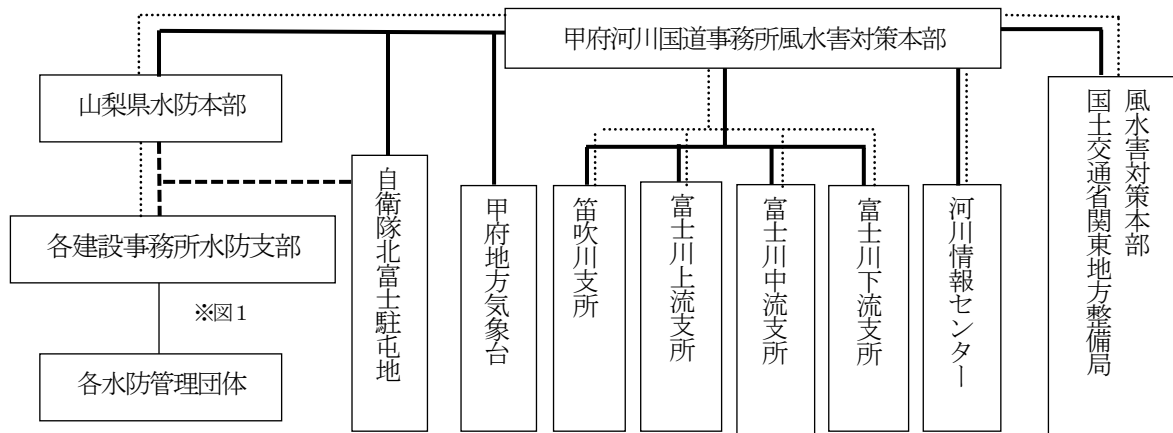 甲府河川国道事務所風水害対策本部
山梨県水防本部
各建設事務所水防支部
※図1
各水防管理団体
自衛隊北富士駐屯地
甲府地方気象台
笛吹川支所
富士川上流支所
富士川中流支所
富士川下流支所
河川情報センター
風水害対策本部
国土交通省関東地方整備局